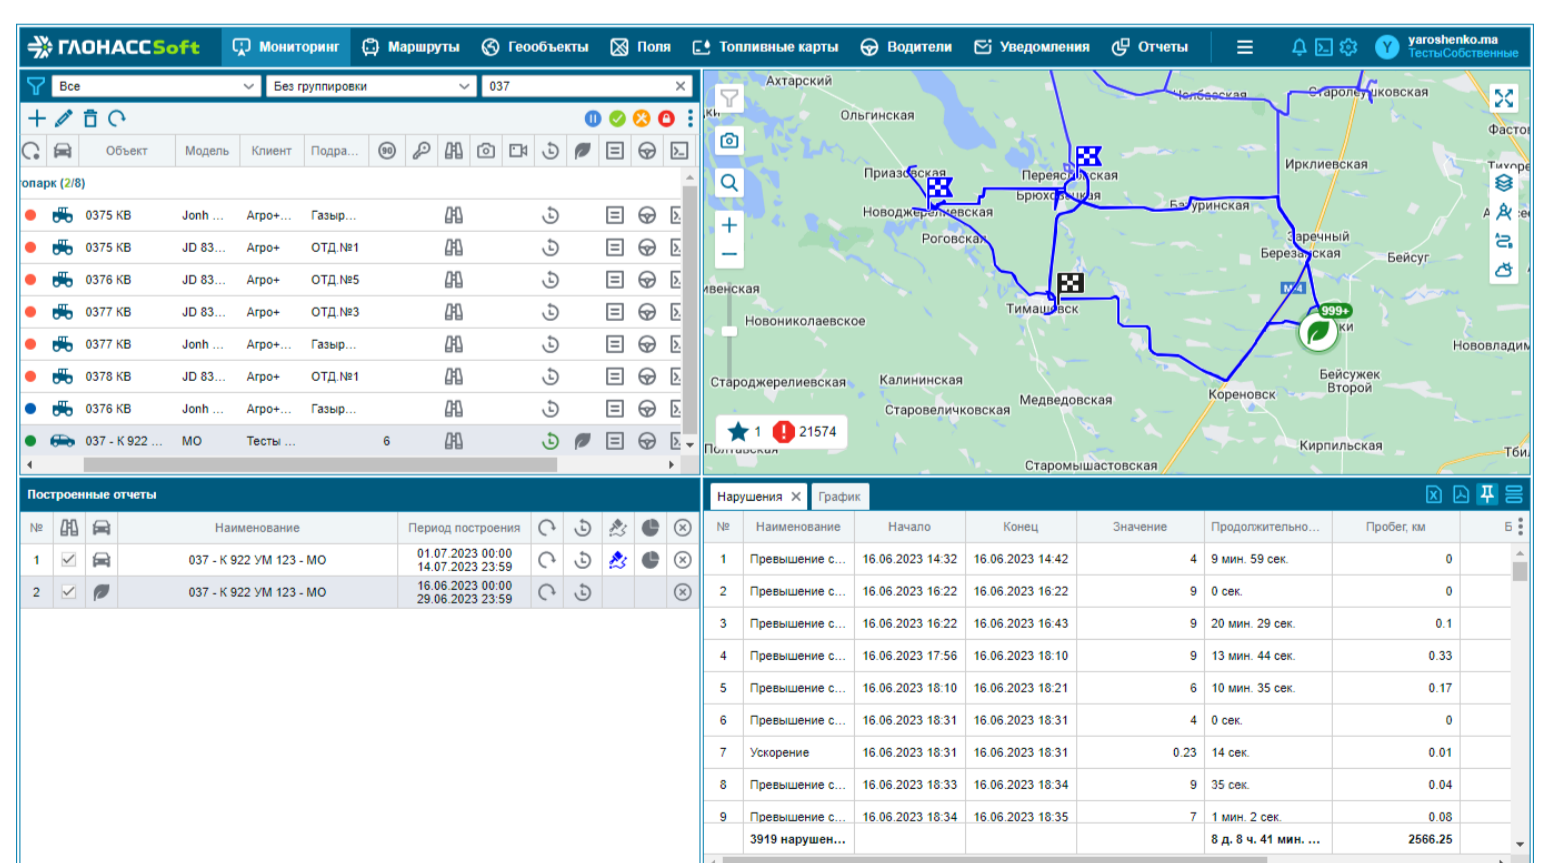 ГЛОНАССSoft Мониторинг Маршруты Геообъекты Поля Топливные карты Водители Уведомления Отчеты Y yaroshenko.ma
ТестыСобственные
Все Без группировки 037
Объект Модель Клиент Подра... 90
опарк (2/8)
0375 КВ Jonh ... Агро+... Газыр...
0375 КВ JD 83... Агро+ ОТД.№1
0376 КВ JD 83... Агро+ ОТД.№5
0377 КВ JD 83... Агро+ ОТД.№3
0377 КВ Jonh ... Агро+... Газыр...
0378 КВ JD 83... Агро+ ОТД.№1
0376 КВ Jonh ... Агро+... Газыр...
037 - К 922 ... МО Тесты ... 6
Ахтарский
Челбасская
Старолеушковская
Ольгинская
Фастов
Ирклиевская
Приазовская
Переясловская
Брюховецкая
Новоджерелиевская
Батуринская
Роговская
Заречный
Березанская
Бейсуг
ивенская
Тимашевск
М-4
999+
Новониколаевское
ки
Нововладим
Бейсужек
Второй
Староджерелиевская
Калининская
Медведовская
Кореновск
Старовеличковская
1 21574
Полтавская
Кирпильская
Тби
Старомышастовская
Построенные отчеты
№ Наименование Период построения
1 037 - К 922 УМ 123 - МО 01.07.2023 00:00
14.07.2023 23:59
2 037 - К 922 УМ 123 - МО 16.06.2023 00:00
29.06.2023 23:59
Нарушения График
№ Наименование Начало Конец Значение Продолжительно... Пробег, км Б
1 Превышение с... 16.06.2023 14:32 16.06.2023 14:42 4 9 мин. 59 сек. 0
2 Превышение с... 16.06.2023 16:22 16.06.2023 16:22 9 0 сек. 0
3 Превышение с... 16.06.2023 16:22 16.06.2023 16:43 9 20 мин. 29 сек. 0.1
4 Превышение с... 16.06.2023 17:56 16.06.2023 18:10 9 13 мин. 44 сек. 0.33
5 Превышение с... 16.06.2023 18:10 16.06.2023 18:21 6 10 мин. 35 сек. 0.17
6 Превышение с... 16.06.2023 18:31 16.06.2023 18:31 4 0 сек. 0
7 Ускорение 16.06.2023 18:31 16.06.2023 18:31 0.23 14 сек. 0.01
8 Превышение с... 16.06.2023 18:33 16.06.2023 18:34 9 35 сек. 0.04
9 Превышение с... 16.06.2023 18:34 16.06.2023 18:35 7 1 мин. 2 сек. 0.08
3919 нарушен... 8 д. 8 ч. 41 мин. ... 2566.25